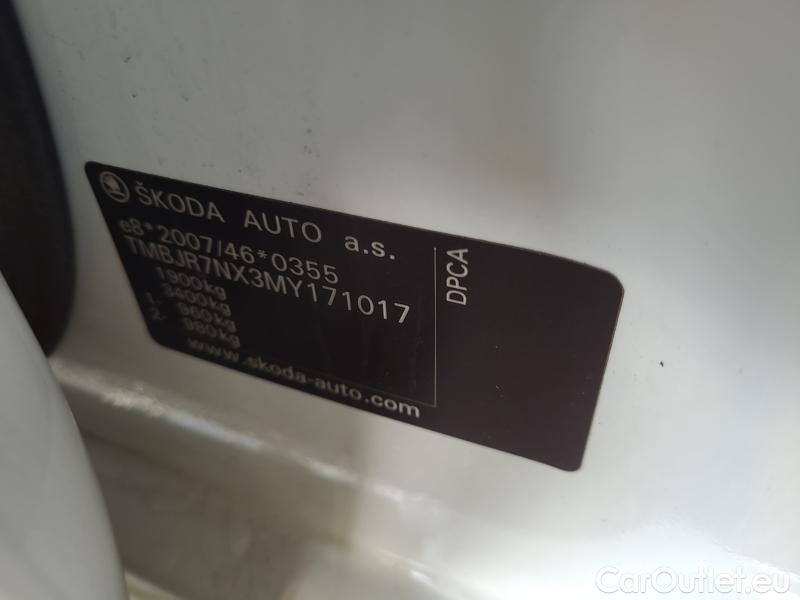 ŠKODA AUTO a.s.
e8*2007/46*0355
TMBJR7NX3MY171017
1900kg
3400kg
1- 960kg
2- 980kg
www.skoda-auto.com
DPCA
CarOutlet.eu